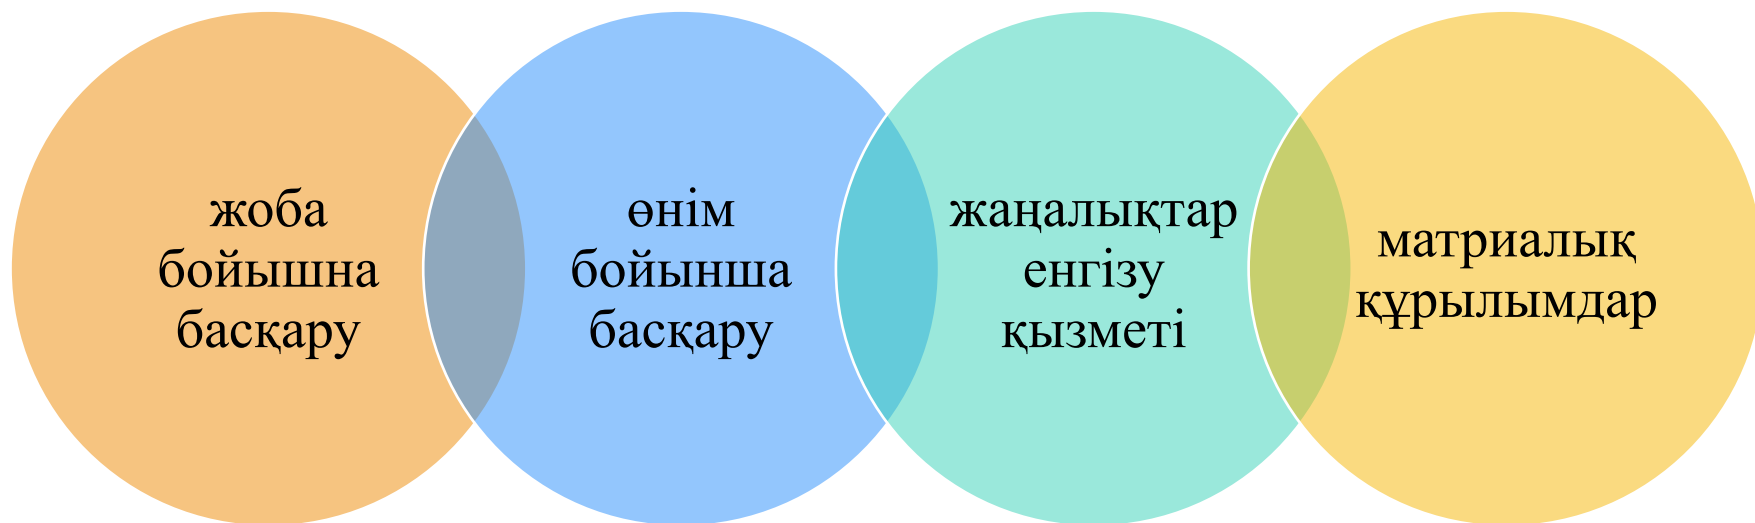 жоба
бойышна
басқару
өнім
бойынша
басқару
жаңалықтар
енгізу
қызметі
матриалық
құрылымдар